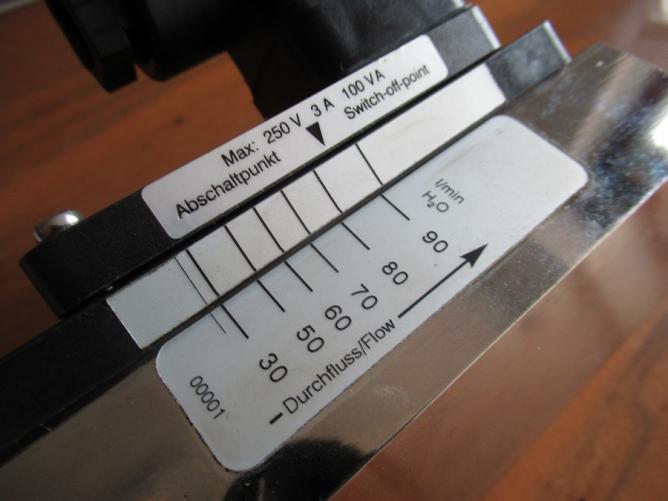 Max: 250 V 3 A 100 VA
Abschaltpunkt Switch-off-point
l/min
H₂O
30 50 60 70 80 90
Durchfluss/Flow
00001